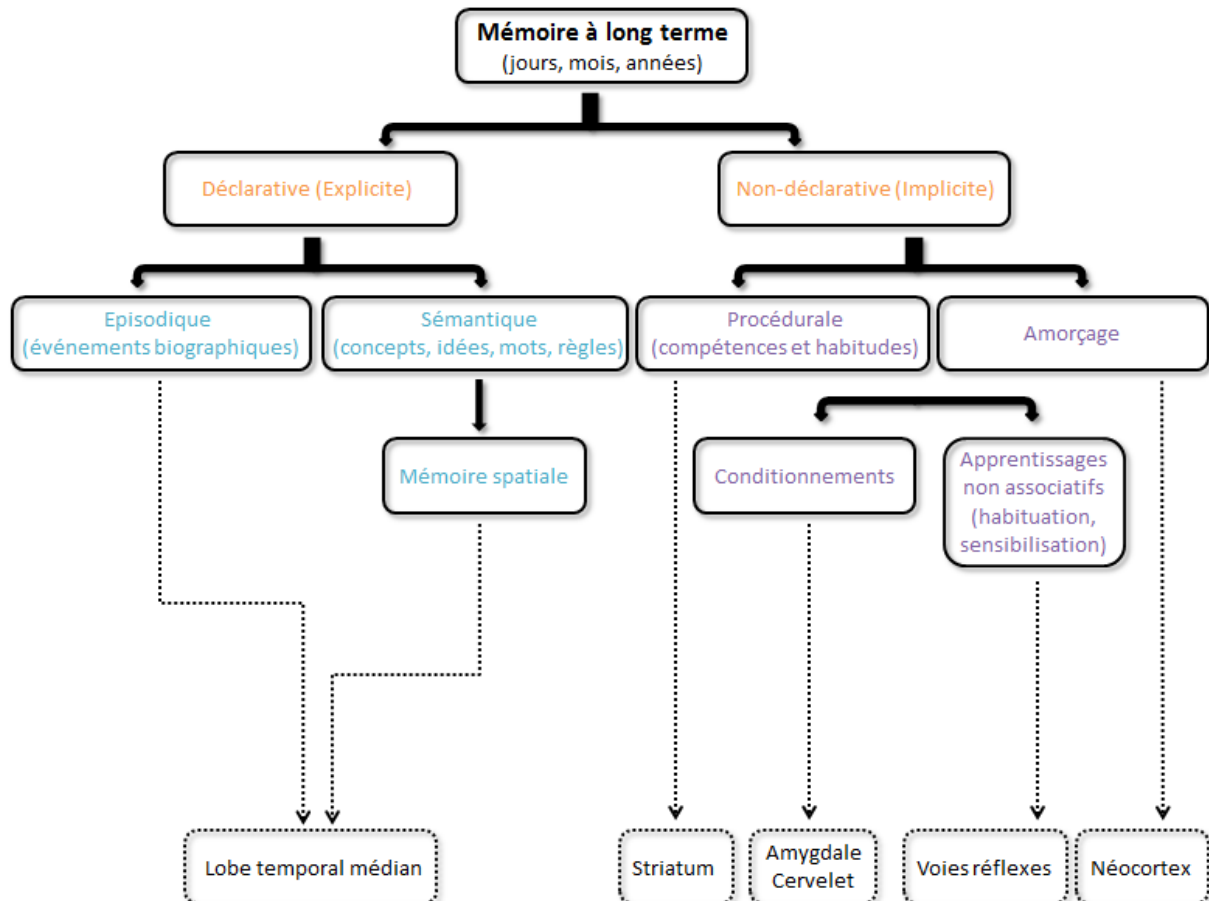 Mémoire à long terme
(jours, mois, années)
Déclarative (Explicite)
Non-déclarative (Implicite)
Episodique
(événements biographiques)
Sémantique
(concepts, idées, mots, règles)
Procédurale
(compétences et habitudes)
Amorçage
Mémoire spatiale
Conditionnements
Apprentissages
non associatifs
(habituation,
sensibilisation)
Lobe temporal médian
Striatum
Amygdale
Cervelet
Voies réflexes
Néocortex